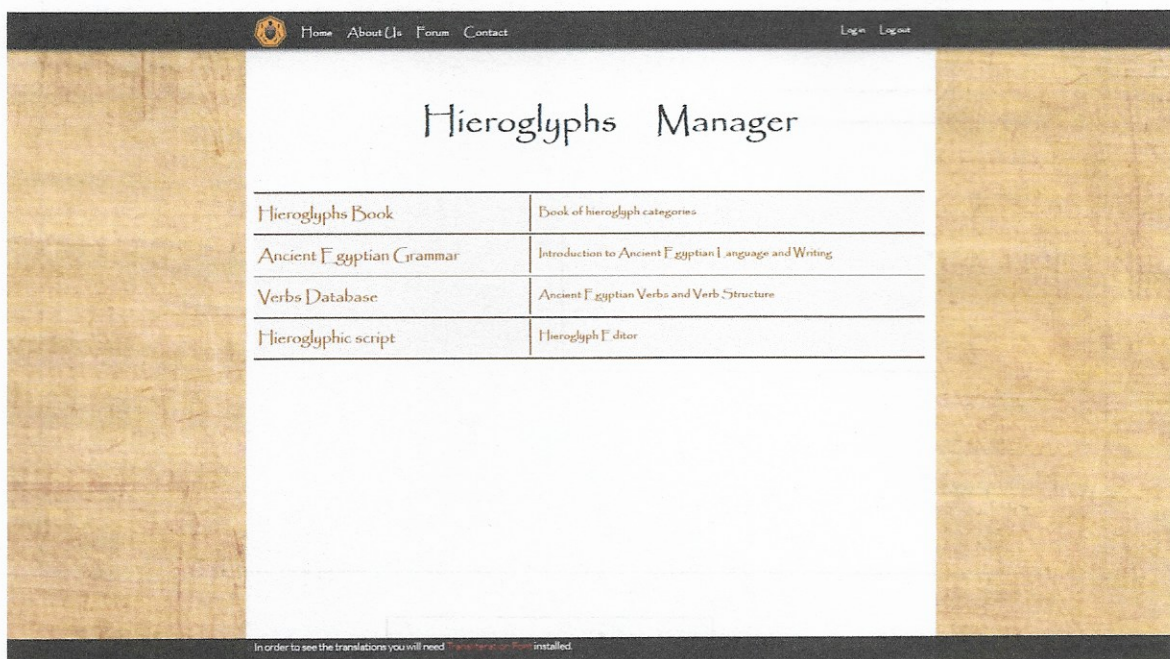 Home About Us Forum Contact Login Logout
Hieroglyphs Manager
Hieroglyphs Book Book of hieroglyph categories
Ancient Egyptian Grammar Introduction to Ancient Egyptian Language and Writing
Verbs Database Ancient Egyptian Verbs and Verb Structure
Hieroglyphic script Hieroglyph Editor
In order to see the translations you will need Transliteration Font installed.